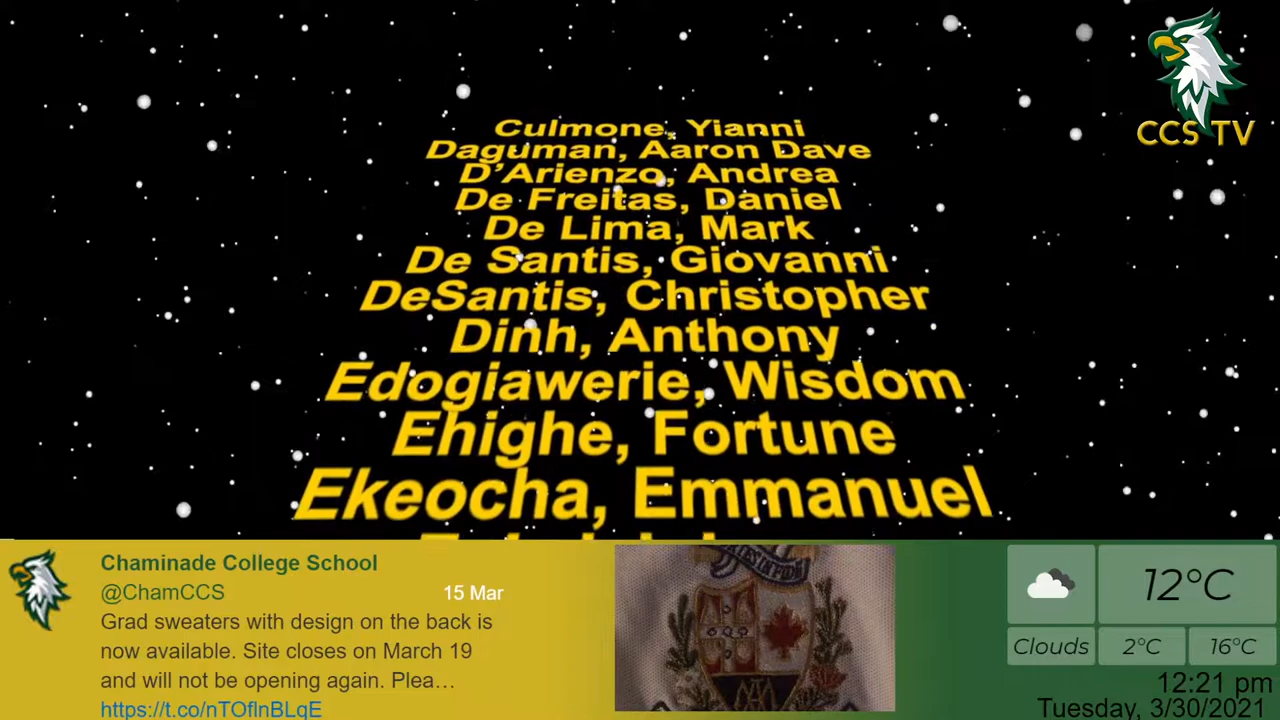 Culmone, Yianni
Daguman, Aaron Dave
D'Arienzo, Andrea
De Freitas, Daniel
De Lima, Mark
De Santis, Giovanni
DeSantis, Christopher
Dinh, Anthony
Edogiawerie, Wisdom
Ehighe, Fortune
Ekeocha, Emmanuel
CCS TV
Chaminade College School
@ChamCCS
15 Mar
Grad sweaters with design on the back is
now available. Site closes on March 19
and will not be opening again. Plea…
https://t.co/nTOflnBLqE
12°C
Clouds
2°C
16°C
12:21 pm
Tuesday, 3/30/2021